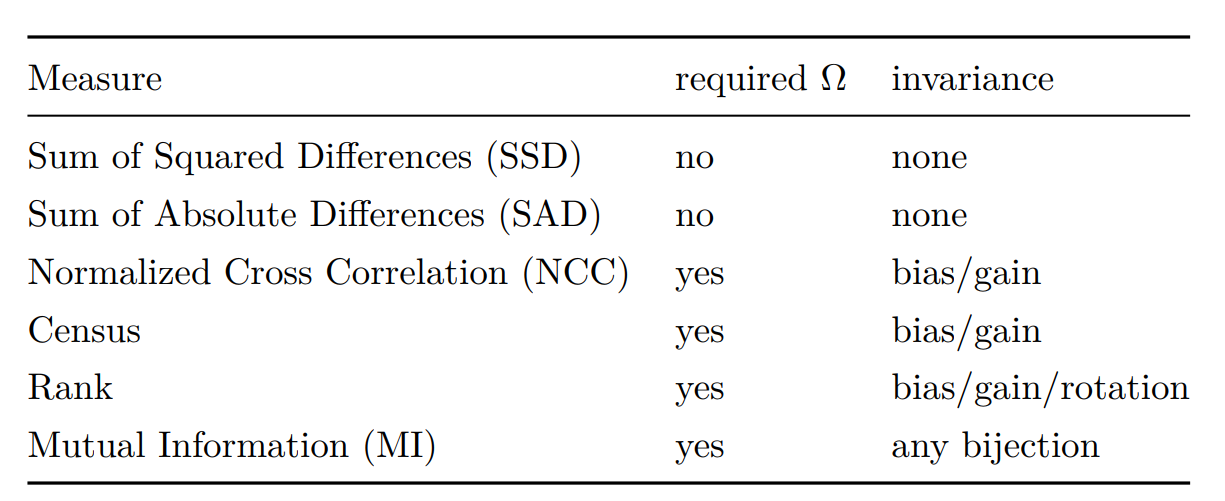 Measure required Ω invariance
Sum of Squared Differences (SSD) no none
Sum of Absolute Differences (SAD) no none
Normalized Cross Correlation (NCC) yes bias/gain
Census yes bias/gain
Rank yes bias/gain/rotation
Mutual Information (MI) yes any bijection